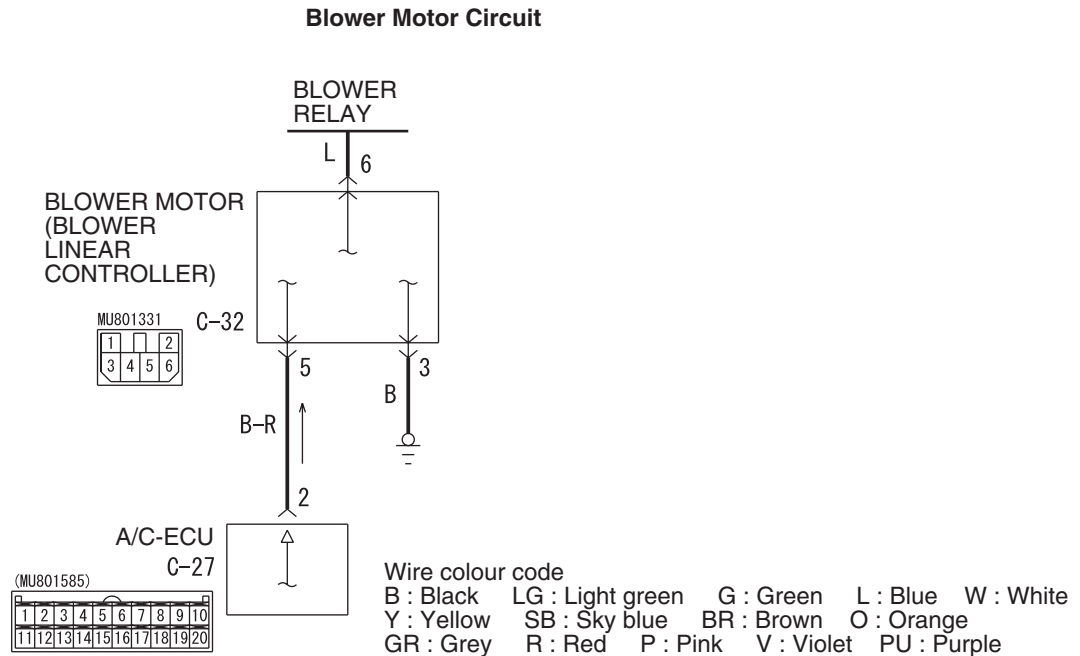 Blower Motor Circuit
BLOWER
RELAY
L
6
BLOWER MOTOR
(BLOWER
LINEAR
CONTROLLER)
MU801331
C-32
1 2
3 4 5 6
5
3
B
B-R
2
A/C-ECU
C-27
(MU801585)
1 2 3 4 5 6 7 8 9 10
11 12 13 14 15 16 17 18 19 20
Wire colour code
B : Black LG : Light green G : Green L : Blue W : White
Y : Yellow SB : Sky blue BR : Brown O : Orange
GR : Grey R : Red P : Pink V : Violet PU : Purple